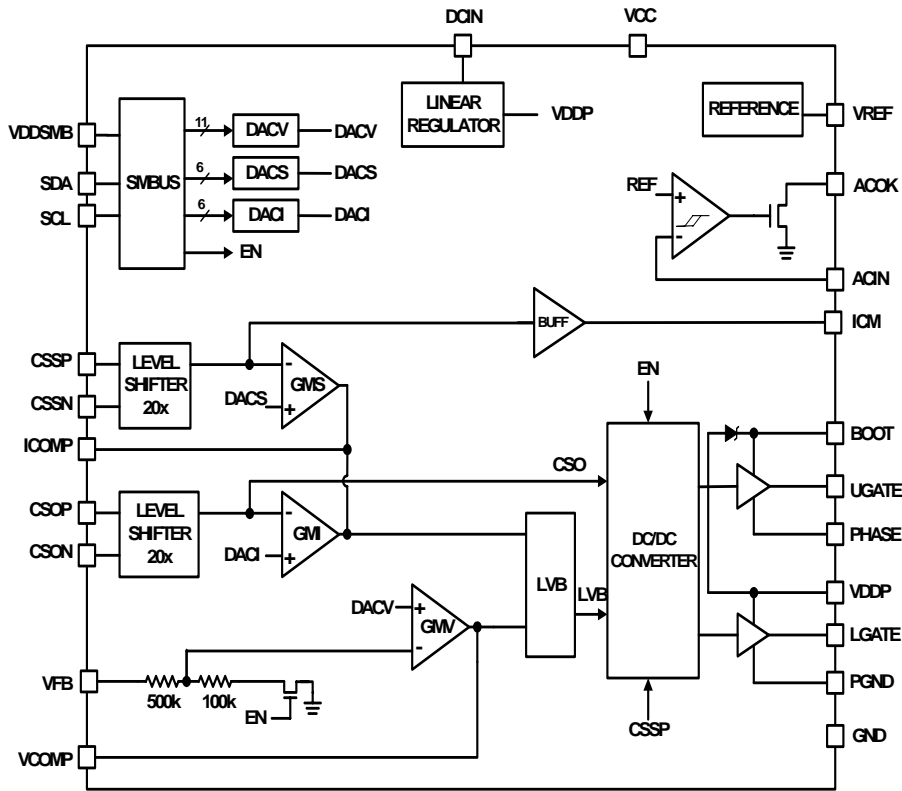 DCIN
VCC
LINEAR
REGULATOR
VDDP
REFERENCE
VREF
VDDSMB
SDA
SCL
SMBUS
11
DACV
DACV
6
DACS
DACS
6
DACI
DACI
EN
REF
+
-
ACOK
ACIN
BUFF
ICM
CSSP
CSSN
LEVEL
SHIFTER
20x
-
GMS
DACS
+
ICOMP
EN
BOOT
CSO
UGATE
CSOP
CSON
LEVEL
SHIFTER
20x
-
GMI
DACI
+
PHASE
DC/DC
CONVERTER
LVB
LVB
VDDP
DACV
+
GMV
-
LGATE
VFB
500k
100k
EN
PGND
CSSP
GND
VCOMP